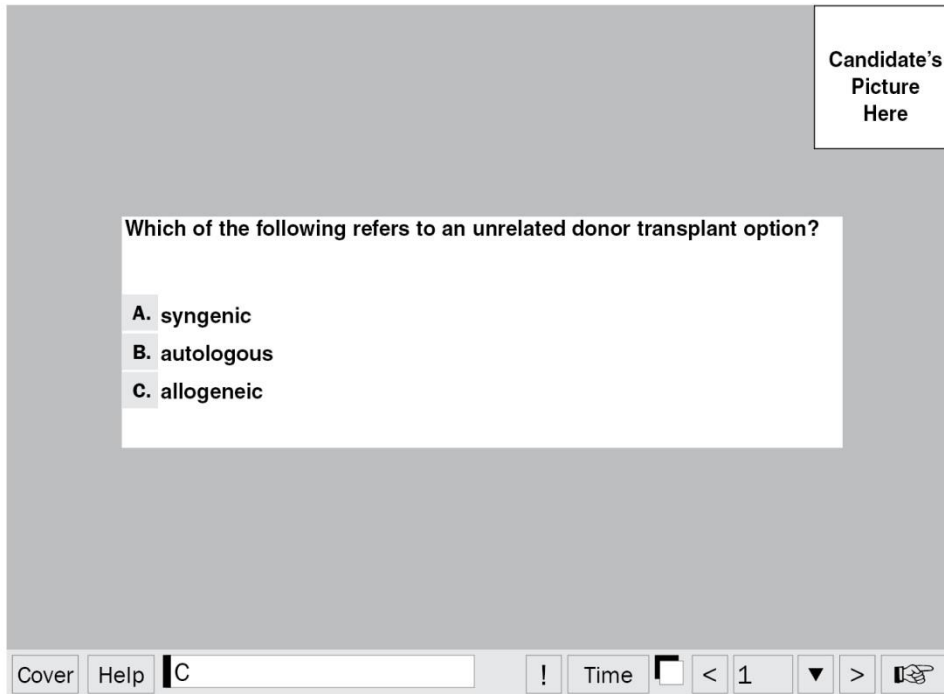 Candidate's
Picture
Here
Which of the following refers to an unrelated donor transplant option?
A. syngenic
B. autologous
C. allogeneic
Cover Help C ! Time < 1 ▼ > ☞